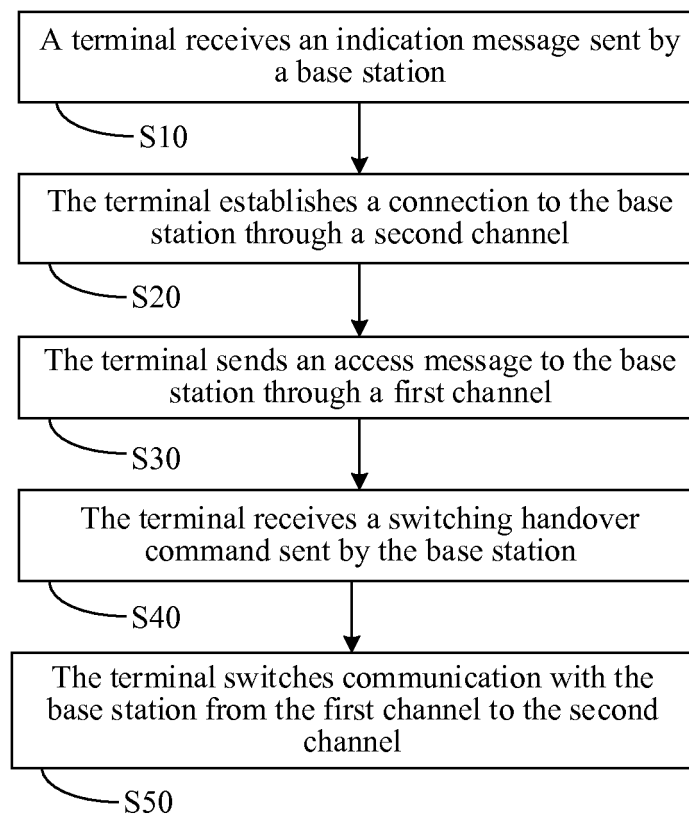 A terminal receives an indication message sent by
a base station
S10
The terminal establishes a connection to the base
station through a second channel
S20
The terminal sends an access message to the base
station through a first channel
S30
The terminal receives a switching handover
command sent by the base station
S40
The terminal switches communication with the
base station from the first channel to the second
channel
S50